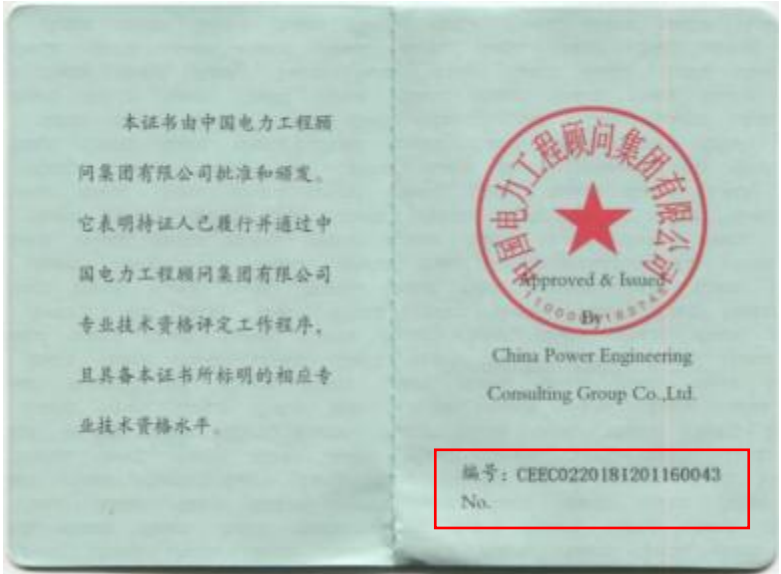 本证书由中国电力工程顾
问集团有限公司批准和颁发。
它表明持证人已履行并通过中
国电力工程顾问集团有限公司
专业技术资格评定工作程序，
且具备本证书所标明的相应专
业技术资格水平。
中国电力工程顾问集团有限公司
Approved & Issued
By
China Power Engineering
Consulting Group Co.,Ltd.
编号：CEEC0220181201160043
No.